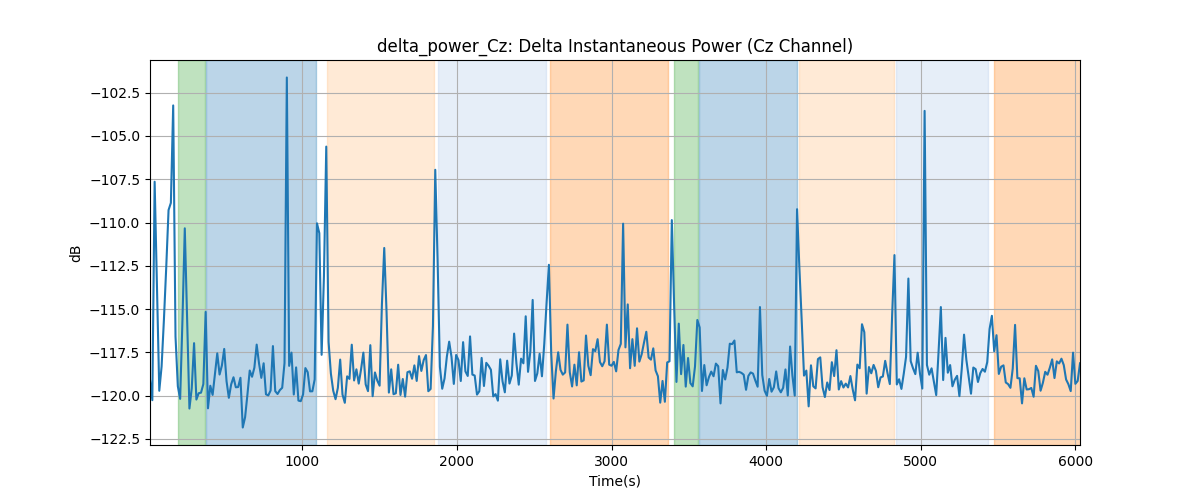 delta_power_Cz: Delta Instantaneous Power (Cz Channel)
−102.5
−105.0
−107.5
−110.0
−112.5
−115.0
−117.5
−120.0
−122.5
dB
1000 2000 3000 4000 5000 6000
Time(s)